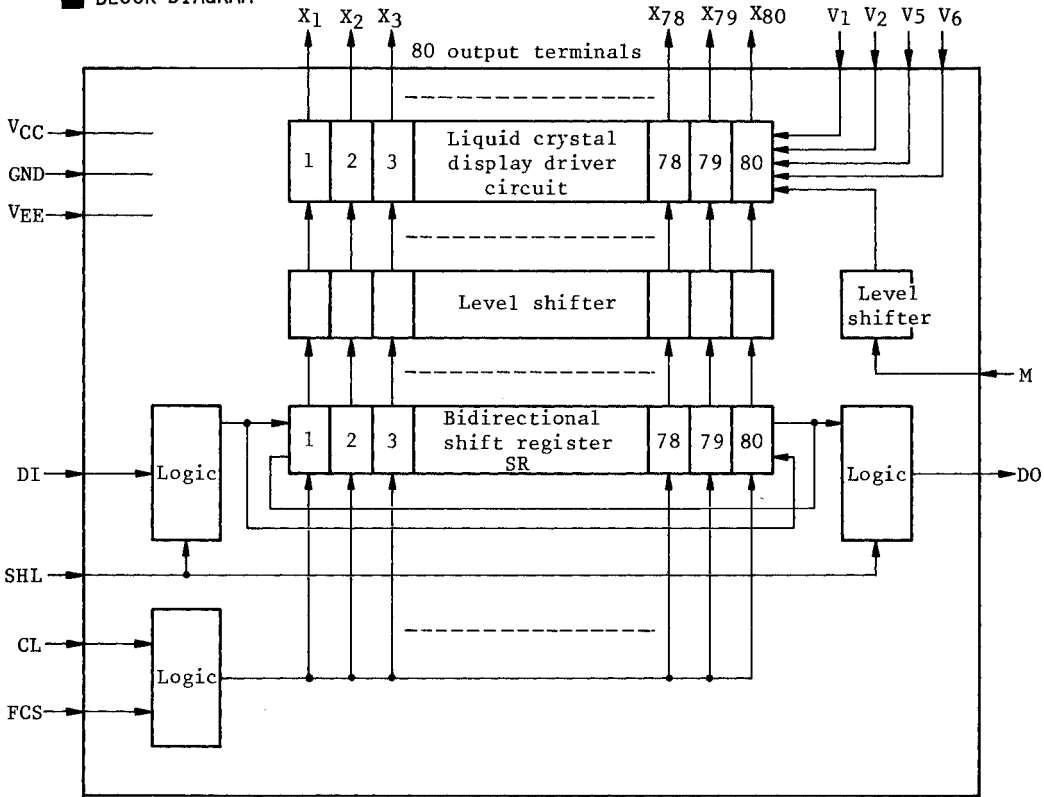 ■ BLOCK DIAGRAM
X1 X2 X3 X78 X79 X80 V1 V2 V5 V6
80 output terminals
VCC
GND
VEE
1 2 3 Liquid crystal display driver circuit 78 79 80
Level shifter
Level shifter
M
DI
Logic
1 2 3 Bidirectional shift register SR 78 79 80
Logic
DO
SHL
CL
Logic
FCS